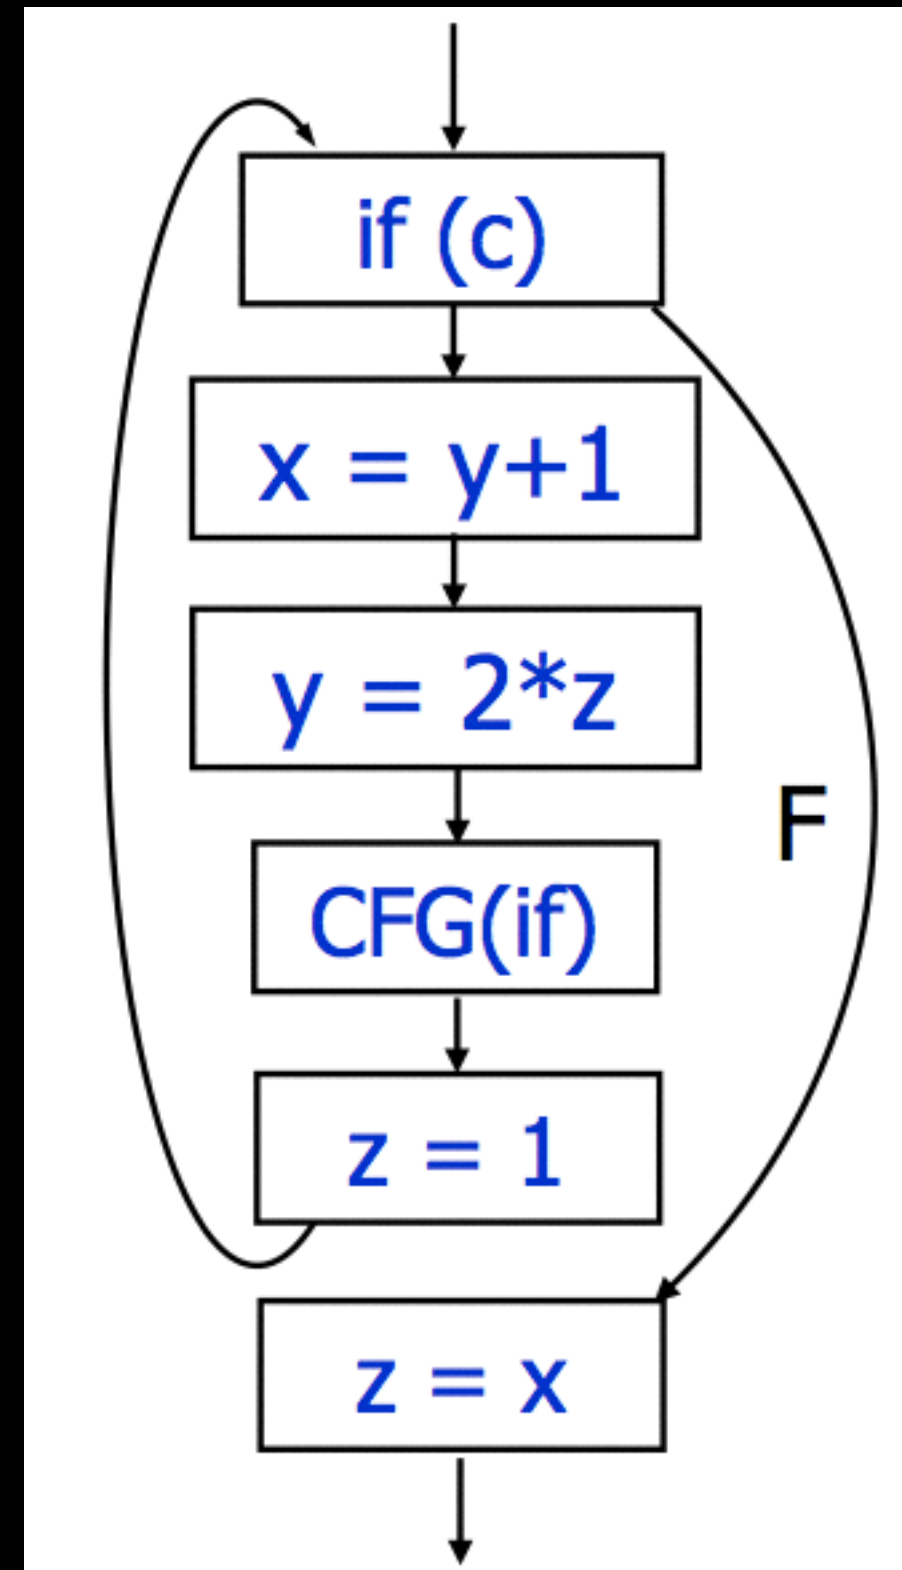 if (c)
x = y+1
y = 2*z
F
CFG(if)
z = 1
z = x